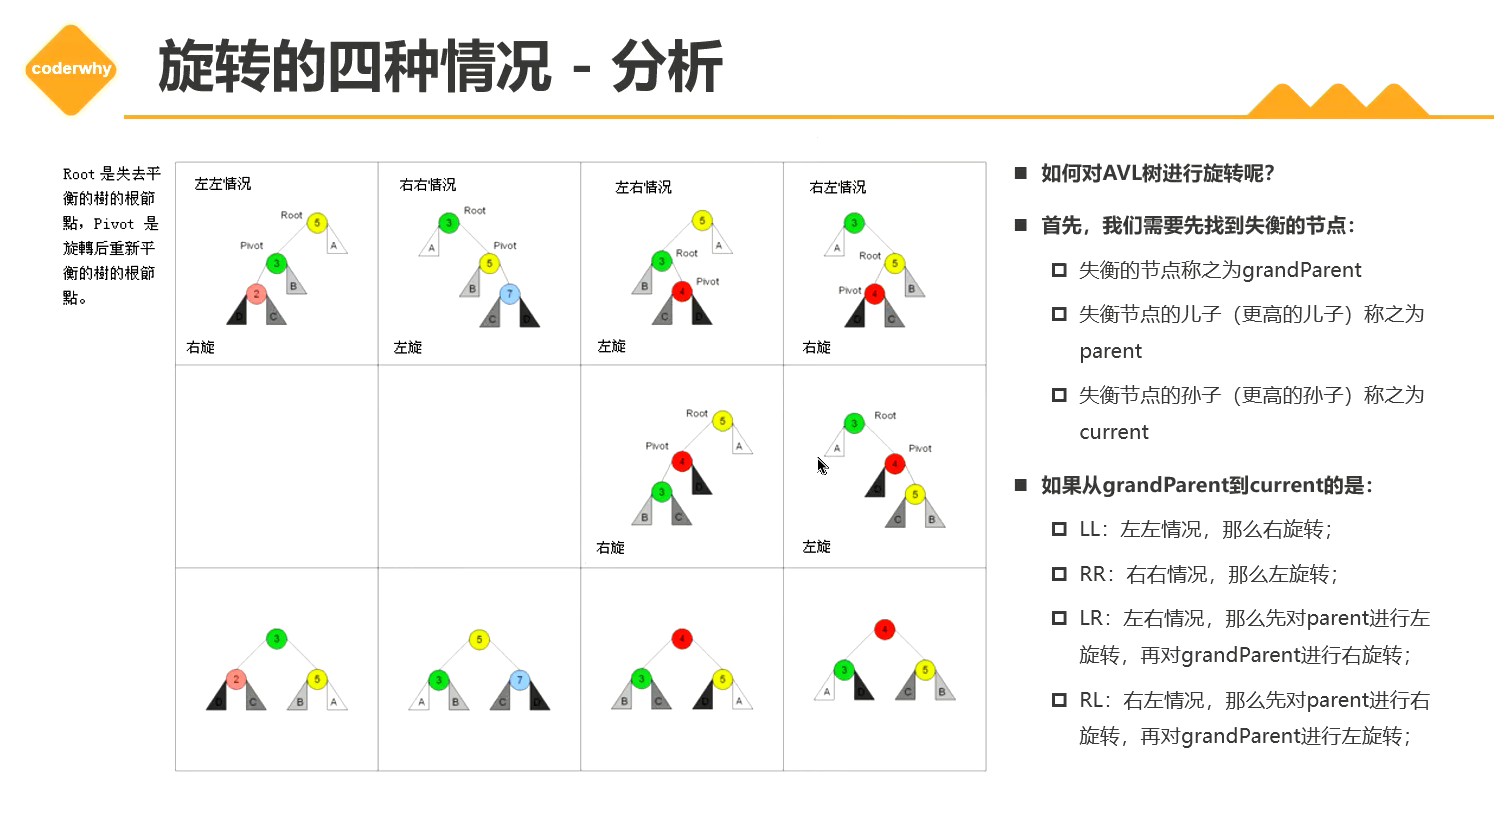 coderwhy
旋转的四种情况 - 分析
Root 是失去平
衡的樹的根節
點，Pivot 是
旋轉后重新平
衡的樹的根節
點。
左左情况
Root
5
A
Pivot
3
B
2
D
C
右旋
右右情况
3
Root
A
Pivot
5
B
7
C
D
左旋
左右情况
5
A
3
Root
B
Pivot
4
C
D
左旋
右左情况
3
A
Root
5
Pivot
4
B
D
C
右旋
Root
5
A
Pivot
4
D
3
B
C
右旋
3
Root
A
Pivot
4
D
5
C
B
左旋
3
2
5
D
C
B
A
5
3
7
A
B
C
D
4
3
5
B
C
D
A
4
3
5
A
D
C
B
如何对AVL树进行旋转呢？
首先，我们需要先找到失衡的节点：
失衡的节点称之为grandParent
失衡节点的儿子（更高的儿子）称之为
parent
失衡节点的孙子（更高的孙子）称之为
current
如果从grandParent到current的是：
LL：左左情况，那么右旋转；
RR：右右情况，那么左旋转；
LR：左右情况，那么先对parent进行左
旋转，再对grandParent进行右旋转；
RL：右左情况，那么先对parent进行右
旋转，再对grandParent进行左旋转；